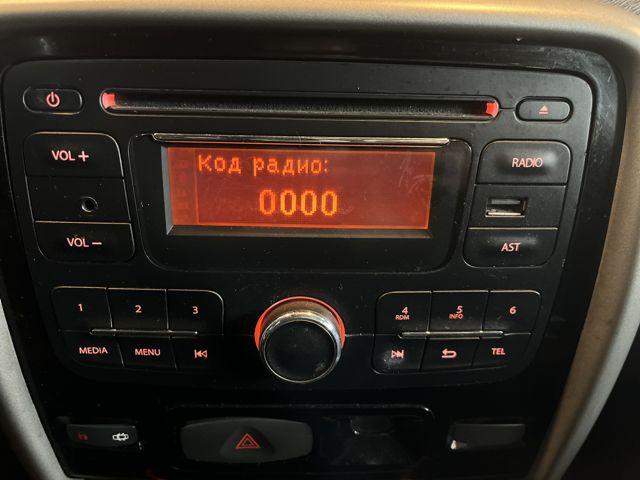 Код радио:
0000
VOL +
RADIO
VOL –
AST
1 2 3
4 RDM 5 INFO 6
MEDIA MENU
TEL